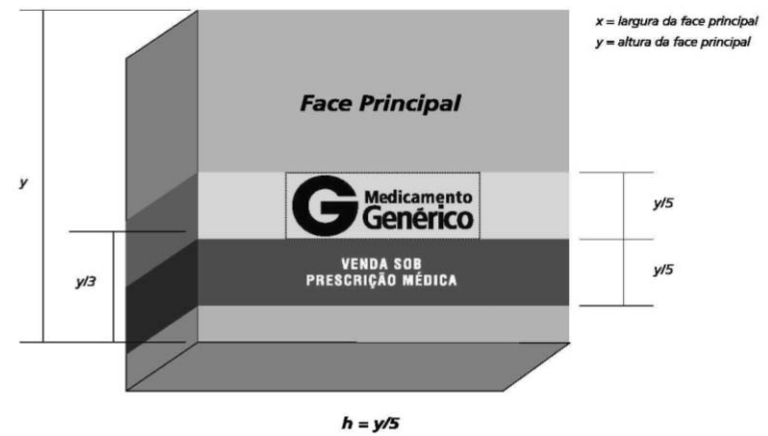 x = largura da face principal
y = altura da face principal
Face Principal
y
G Medicamento
Genérico
y/5
VENDA SOB
PRESCRIÇÃO MÉDICA
y/5
y/3
h = y/5